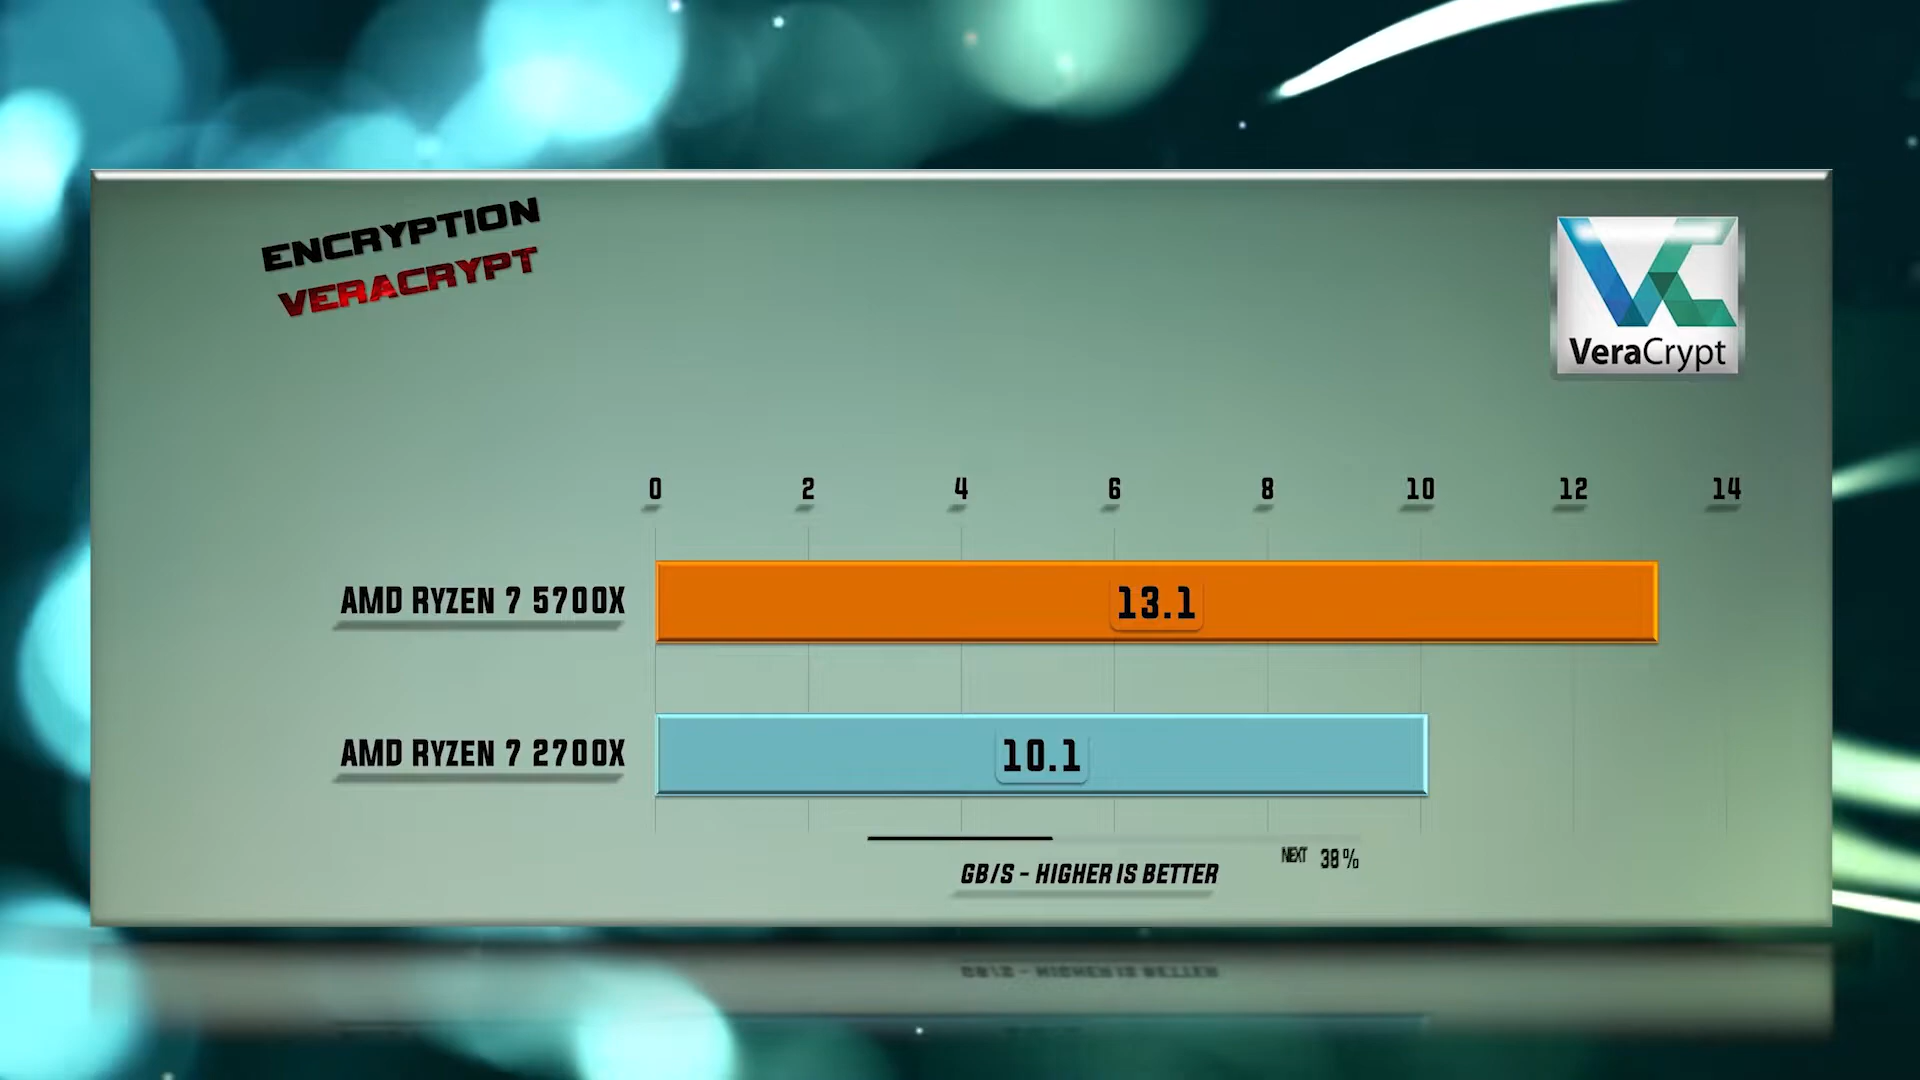 ENCRYPTION
VERACRYPT
VeraCrypt
0 2 4 6 8 10 12 14
AMD RYZEN 7 5700X 13.1
AMD RYZEN 7 2700X 10.1
NEXT 38%
GB/S - HIGHER IS BETTER